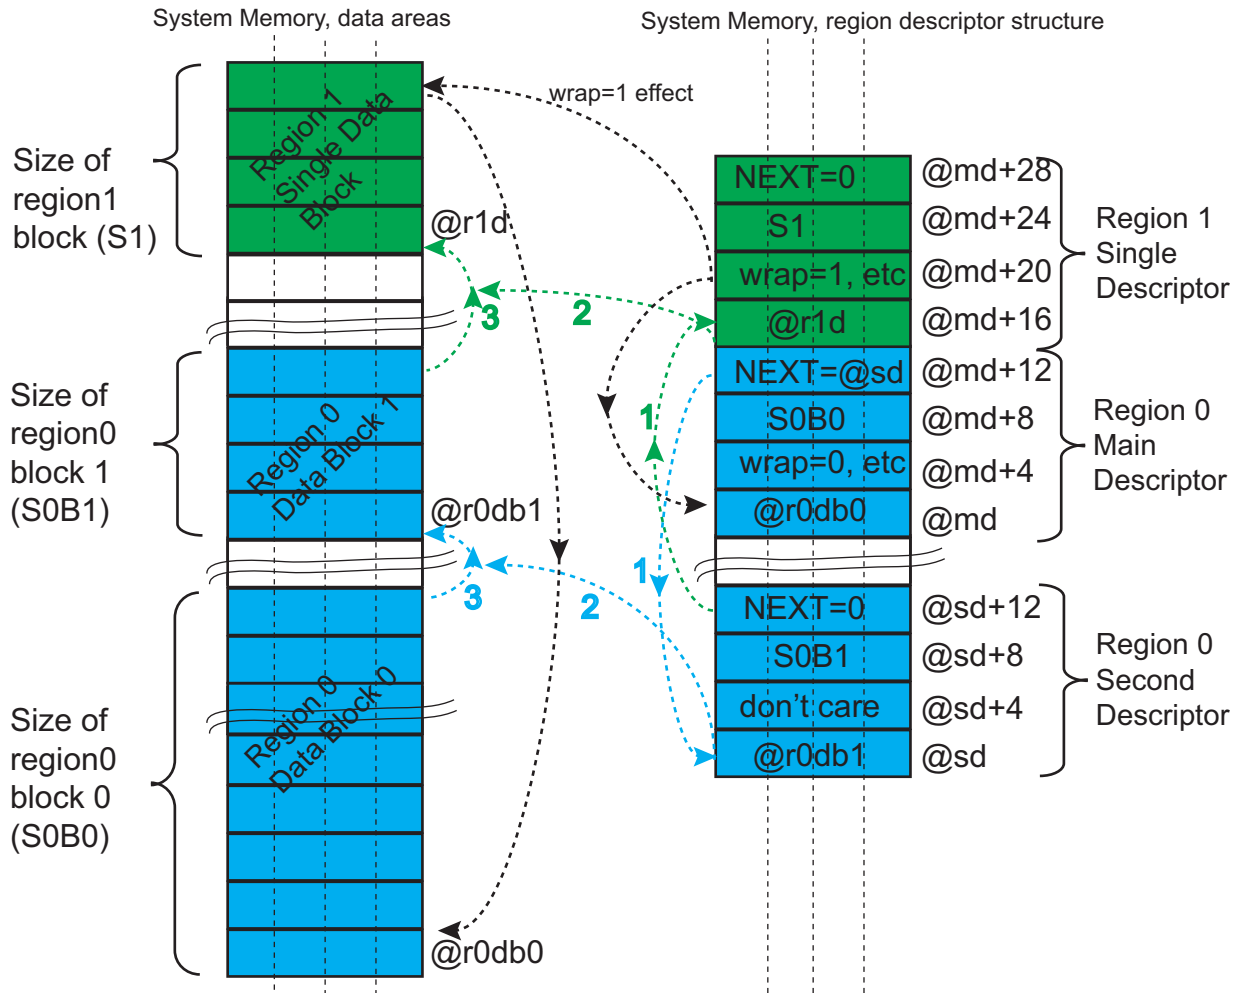 System Memory, data areas
System Memory, region descriptor structure
wrap=1 effect
Size of
region1
block (S1)
Region 1
Single Data
Block
@r1d
3
2
Size of
region0
block 1
(S0B1)
Region 0
Data Block 1
@r0db1
3
2
1
1
Size of
region0
block 0
(S0B0)
Region 0
Data Block 0
@r0db0
NEXT=0
@md+28
S1
@md+24
wrap=1, etc
@md+20
@r1d
@md+16
Region 1
Single
Descriptor
NEXT=@sd
@md+12
S0B0
@md+8
wrap=0, etc
@md+4
@r0db0
@md
Region 0
Main
Descriptor
NEXT=0
@sd+12
S0B1
@sd+8
don't care
@sd+4
@r0db1
@sd
Region 0
Second
Descriptor